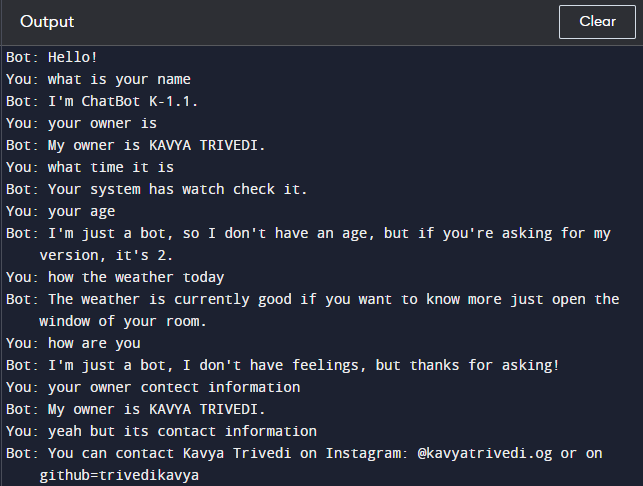 Output
Clear
Bot: Hello!
You: what is your name
Bot: I'm ChatBot K-1.1.
You: your owner is
Bot: My owner is KAVYA TRIVEDI.
You: what time it is
Bot: Your system has watch check it.
You: your age
Bot: I'm just a bot, so I don't have an age, but if you're asking for my
version, it's 2.
You: how the weather today
Bot: The weather is currently good if you want to know more just open the
window of your room.
You: how are you
Bot: I'm just a bot, I don't have feelings, but thanks for asking!
You: your owner contect information
Bot: My owner is KAVYA TRIVEDI.
You: yeah but its contact information
Bot: You can contact Kavya Trivedi on Instagram: @kavyatrivedi.og or on
github=trivedikavya